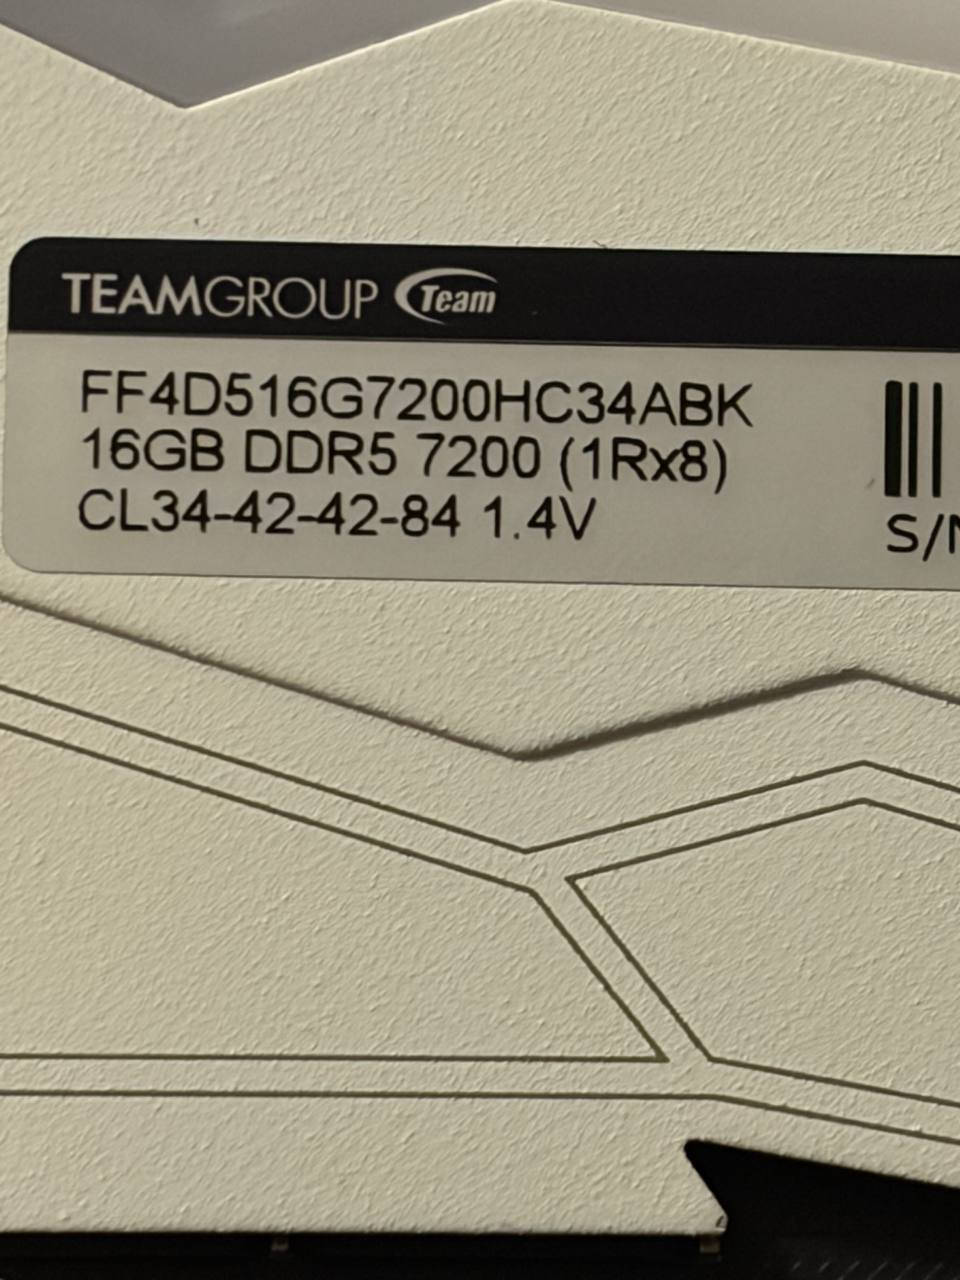 TEAMGROUP Team
FF4D516G7200HC34ABK
16GB DDR5 7200 (1Rx8)
CL34-42-42-84 1.4V
S/N